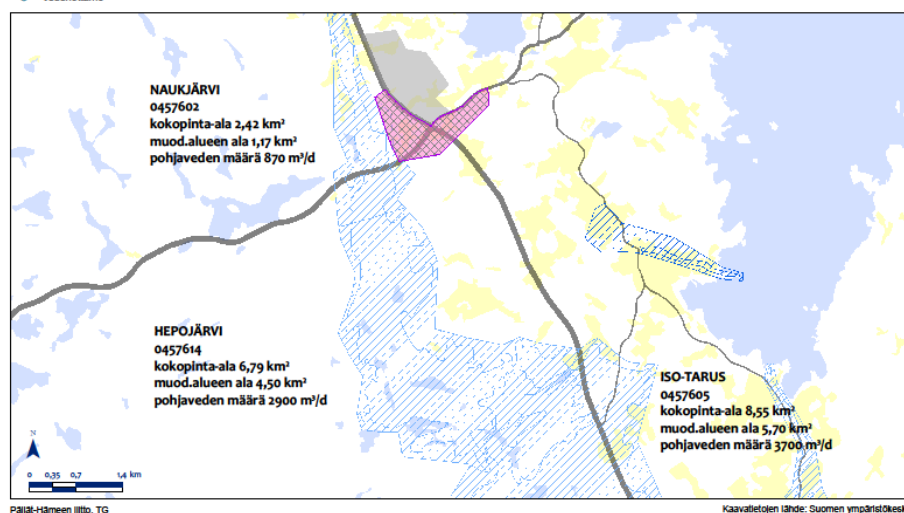 NAUKJÄRVI
0457602
kokopinta-ala 2,42 km²
muod.alueen ala 1,17 km²
pohjaveden määrä 870 m³/d
HEPOJÄRVI
0457614
kokopinta-ala 6,79 km²
muod.alueen ala 4,50 km²
pohjaveden määrä 2900 m³/d
ISO-TARUS
0457605
kokopinta-ala 8,55 km²
muod.alueen ala 5,70 km²
pohjaveden määrä 3700 m³/d
N
0 0,35 0,7 1,4 km
Päijät-Hämeen liitto, TG
Kaavatietojen lähde: Suomen ympäristökesk